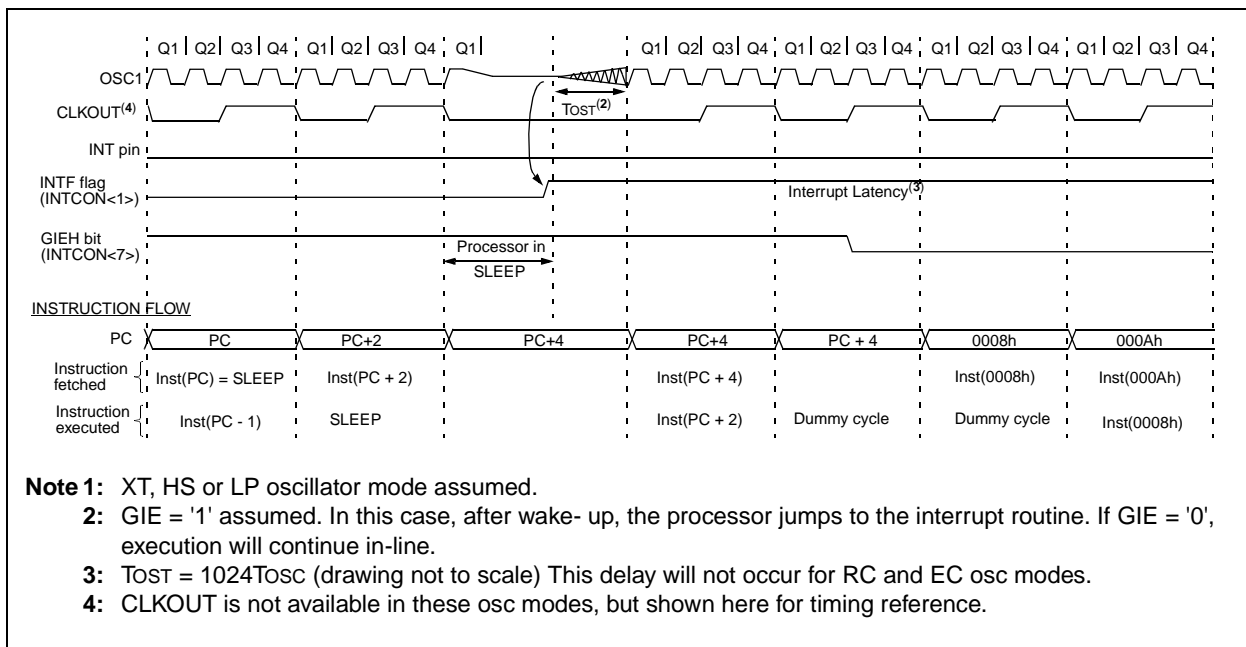 Q1 Q2 Q3 Q4 Q1 Q2 Q3 Q4 Q1 Q1 Q2 Q3 Q4 Q1 Q2 Q3 Q4 Q1 Q2 Q3 Q4 Q1 Q2 Q3 Q4
OSC1
CLKOUT(4)
TOST(2)
INT pin
INTF flag
(INTCON<1>)
Interrupt Latency(3)
GIEH bit
(INTCON<7>)
Processor in
SLEEP
INSTRUCTION FLOW
PC PC PC+2 PC+4 PC+4 PC + 4 0008h 000Ah
Instruction
fetched
Inst(PC) = SLEEP Inst(PC + 2) Inst(PC + 4) Inst(0008h) Inst(000Ah)
Instruction
executed
Inst(PC - 1) SLEEP Inst(PC + 2) Dummy cycle Dummy cycle Inst(0008h)
Note 1: XT, HS or LP oscillator mode assumed.
2: GIE = '1' assumed. In this case, after wake- up, the processor jumps to the interrupt routine. If GIE = '0',
execution will continue in-line.
3: TOST = 1024TOSC (drawing not to scale) This delay will not occur for RC and EC osc modes.
4: CLKOUT is not available in these osc modes, but shown here for timing reference.